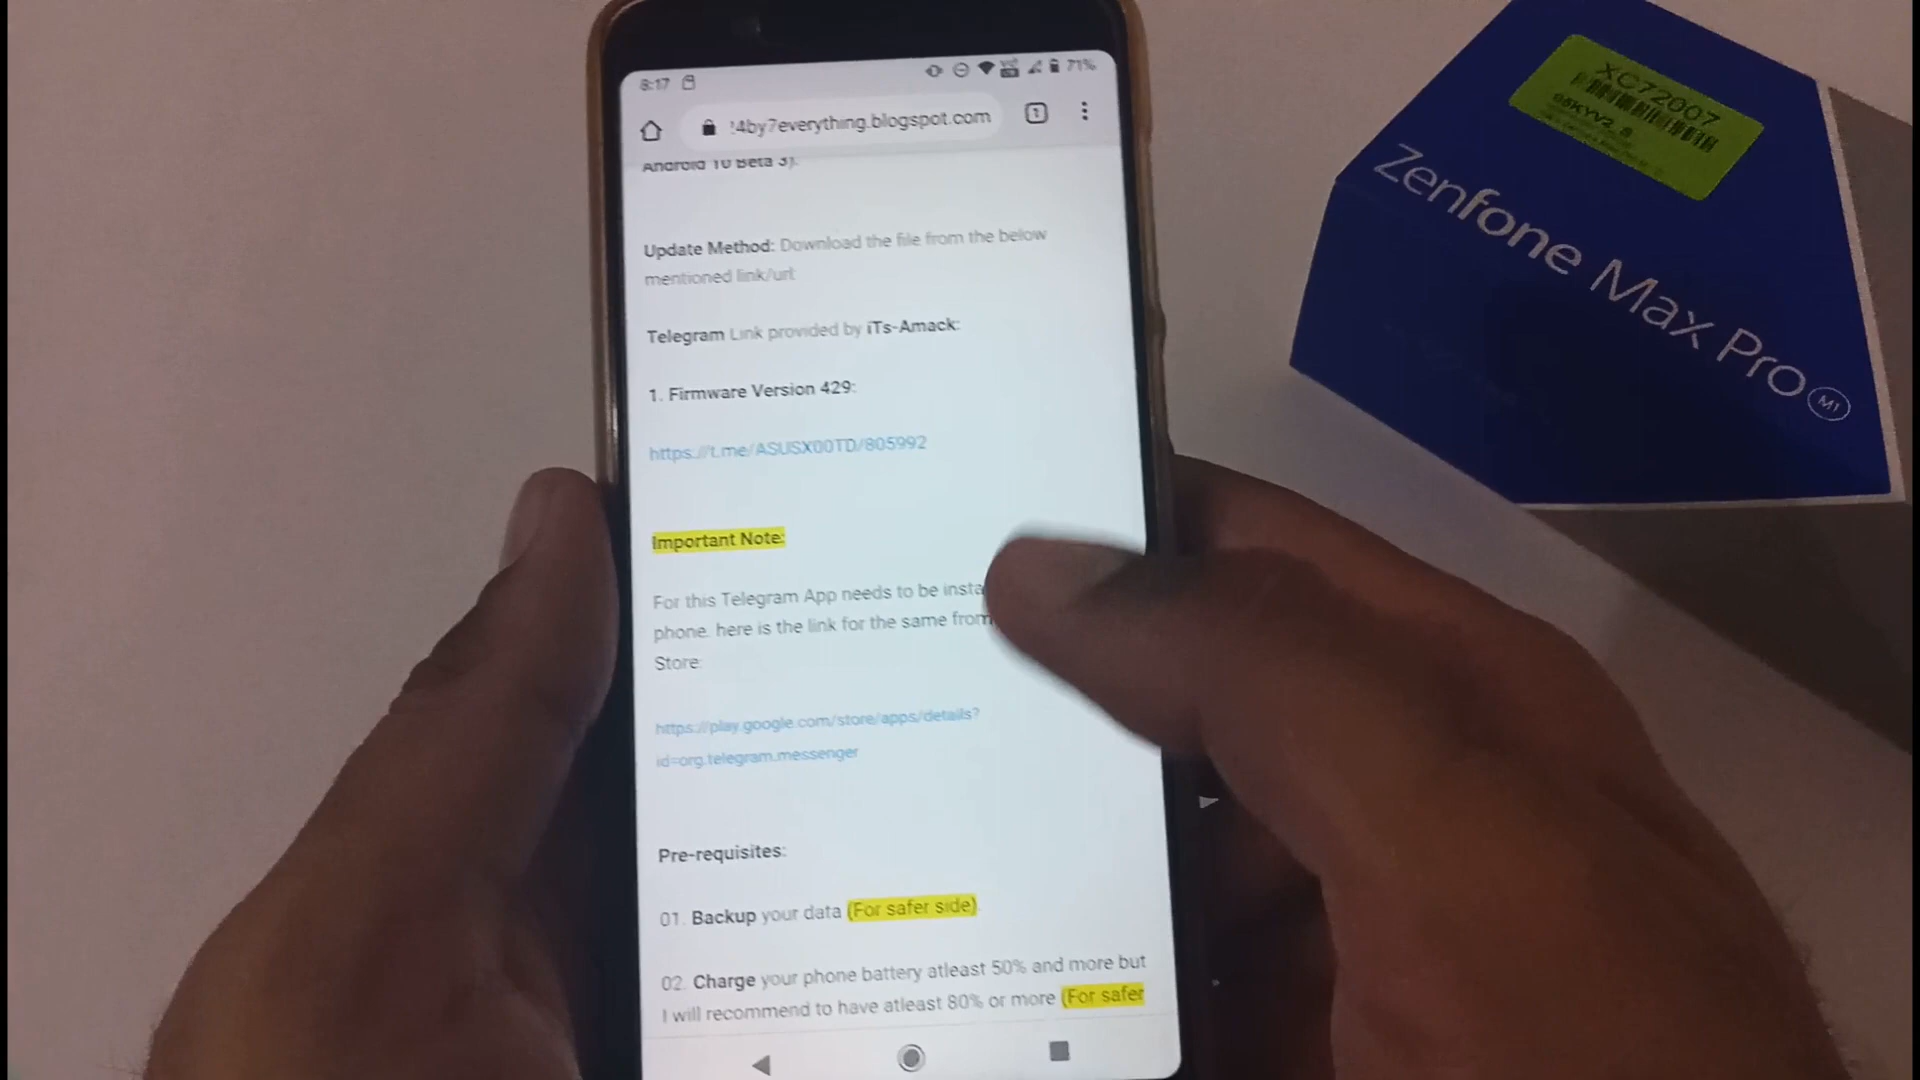 8:17
71%
4by7everything.blogspot.com
1
Android 10 Beta 3).
Update Method: Download the file from the below
mentioned link/url:
Telegram Link provided by iTs-Amack:
1. Firmware Version 429:
https://t.me/ASUSX00TD/805992
Important Note:
For this Telegram App needs to be insta
phone. here is the link for the same from
Store:
https://play.google.com/store/apps/details?
id=org.telegram.messenger
Pre-requisites:
01. Backup your data (For safer side).
02. Charge your phone battery atleast 50% and more but
I will recommend to have atleast 80% or more (For safer
XC72007
Zenfone Max Pro
M1